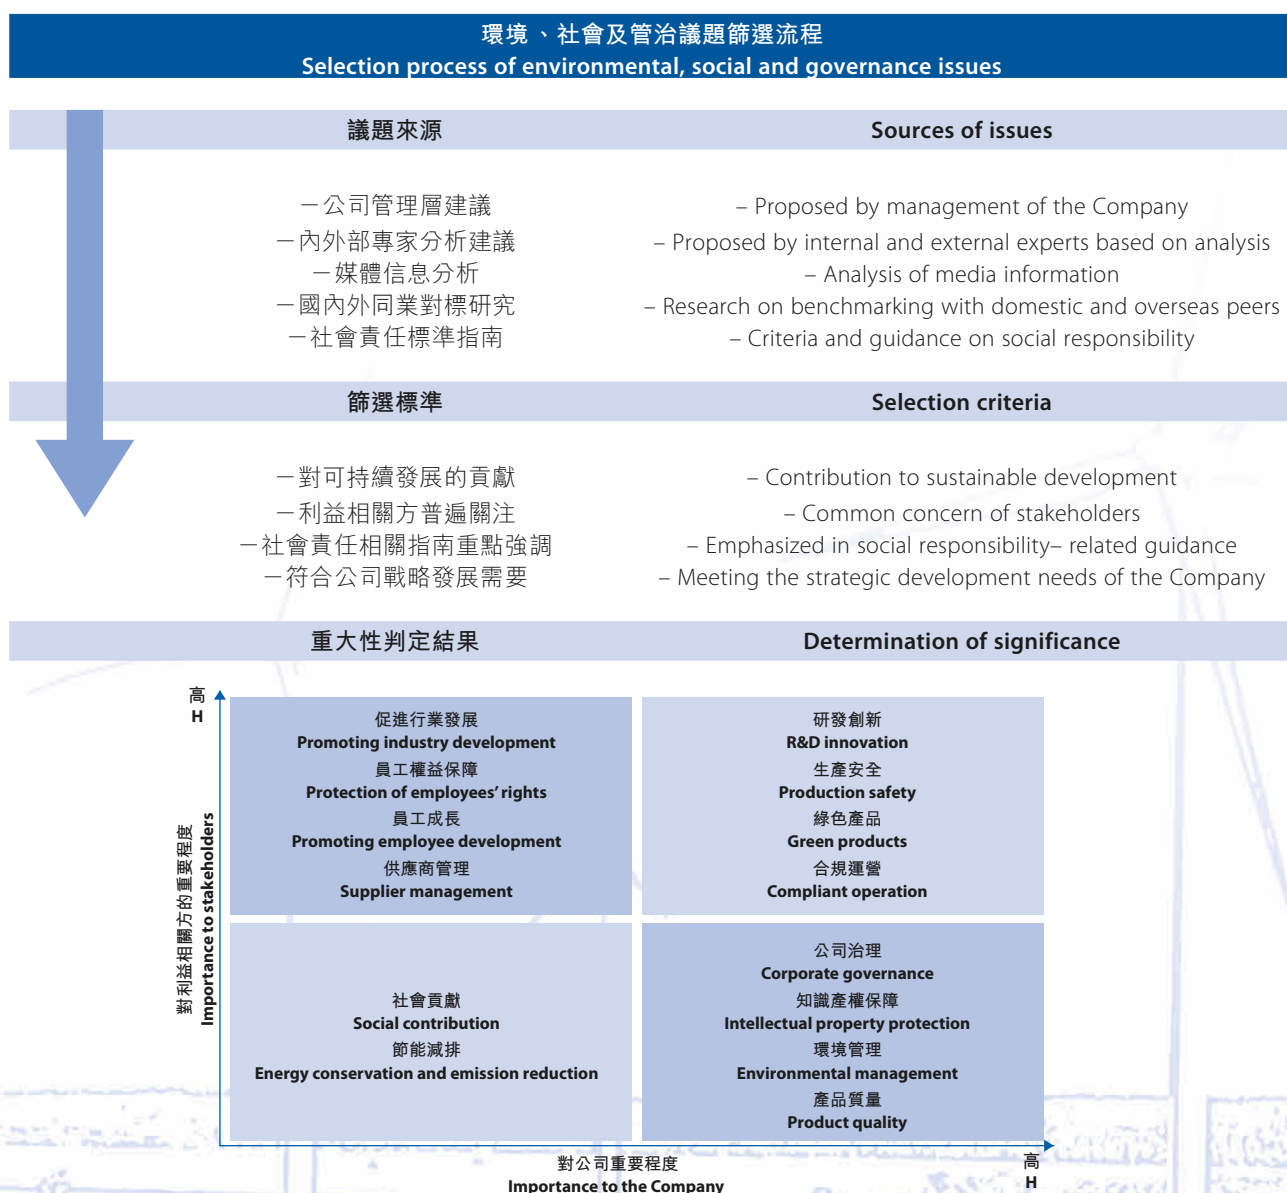 環境、社會及管治議題篩選流程
Selection process of environmental, social and governance issues
議題來源
Sources of issues
－公司管理層建議
– Proposed by management of the Company
－內外部專家分析建議
– Proposed by internal and external experts based on analysis
－媒體信息分析
– Analysis of media information
－國內外同業對標研究
– Research on benchmarking with domestic and overseas peers
－社會責任標準指南
– Criteria and guidance on social responsibility
篩選標準
Selection criteria
－對可持續發展的貢獻
– Contribution to sustainable development
－利益相關方普遍關注
– Common concern of stakeholders
－社會責任相關指南重點強調
– Emphasized in social responsibility– related guidance
－符合公司戰略發展需要
– Meeting the strategic development needs of the Company
重大性判定結果
Determination of significance
高
H
對利益相關方的重要程度
Importance to stakeholders
促進行業發展
Promoting industry development
員工權益保障
Protection of employees' rights
員工成長
Promoting employee development
供應商管理
Supplier management
研發創新
R&D innovation
生產安全
Production safety
綠色產品
Green products
合規運營
Compliant operation
社會貢獻
Social contribution
節能減排
Energy conservation and emission reduction
公司治理
Corporate governance
知識產權保障
Intellectual property protection
環境管理
Environmental management
產品質量
Product quality
對公司重要程度
Importance to the Company
高
H